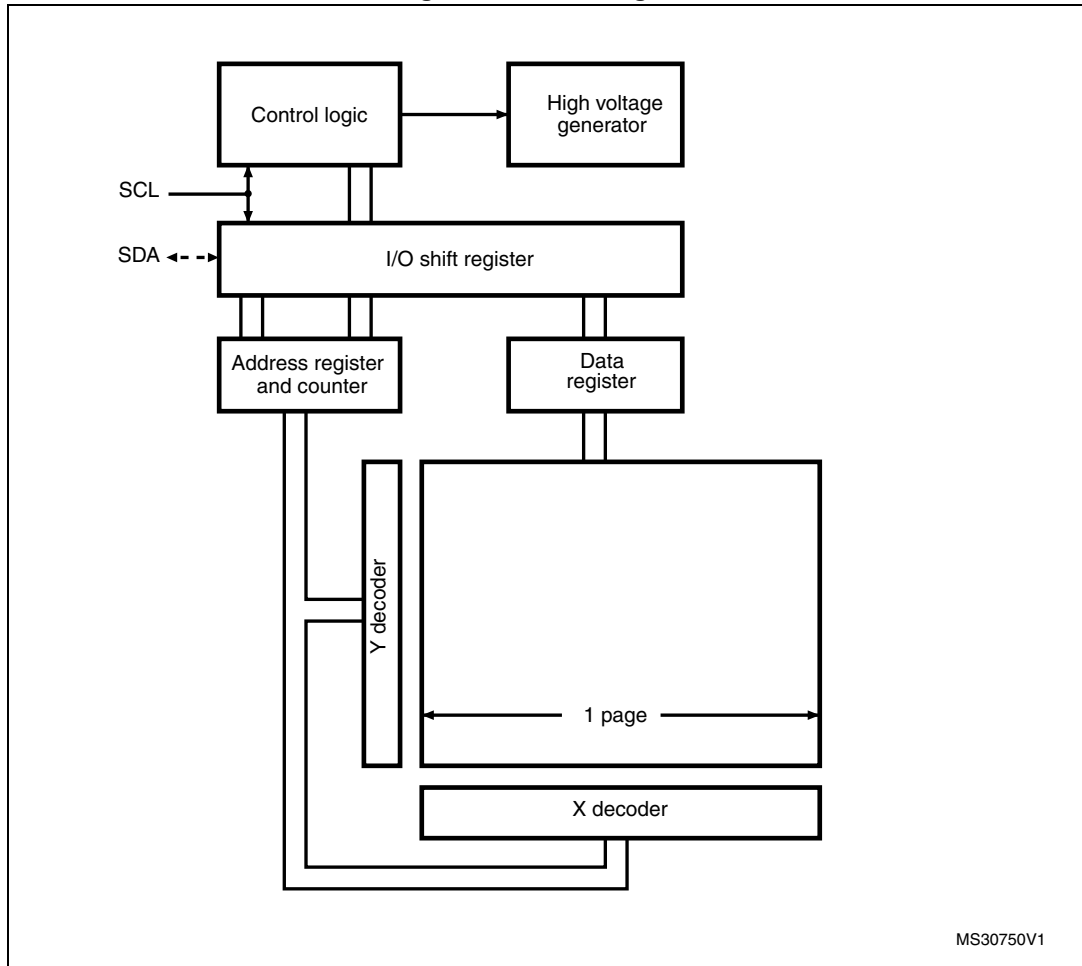 Control logic
High voltage
generator
SCL
SDA
I/O shift register
Address register
and counter
Data
register
Y decoder
1 page
X decoder
MS30750V1